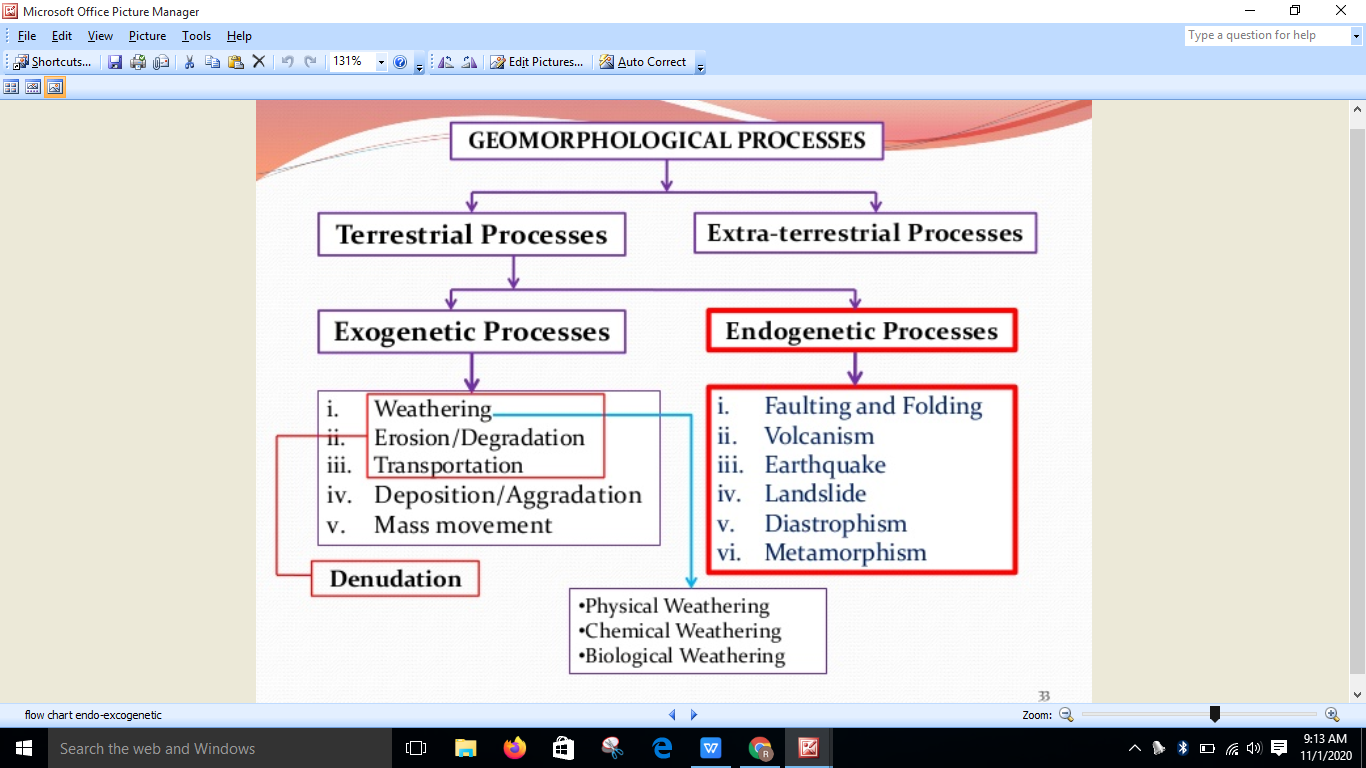 Microsoft Office Picture Manager
File Edit View Picture Tools Help
Type a question for help
Shortcuts... 131% Edit Pictures... Auto Correct
GEOMORPHOLOGICAL PROCESSES
Terrestrial Processes
Extra-terrestrial Processes
Exogenetic Processes
Endogenetic Processes
i. Weathering
ii. Erosion/Degradation
iii. Transportation
iv. Deposition/Aggradation
v. Mass movement
i. Faulting and Folding
ii. Volcanism
iii. Earthquake
iv. Landslide
v. Diastrophism
vi. Metamorphism
Denudation
•Physical Weathering
•Chemical Weathering
•Biological Weathering
33
flow chart endo-excogenetic
Zoom:
Search the web and Windows
9:13 AM
11/1/2020